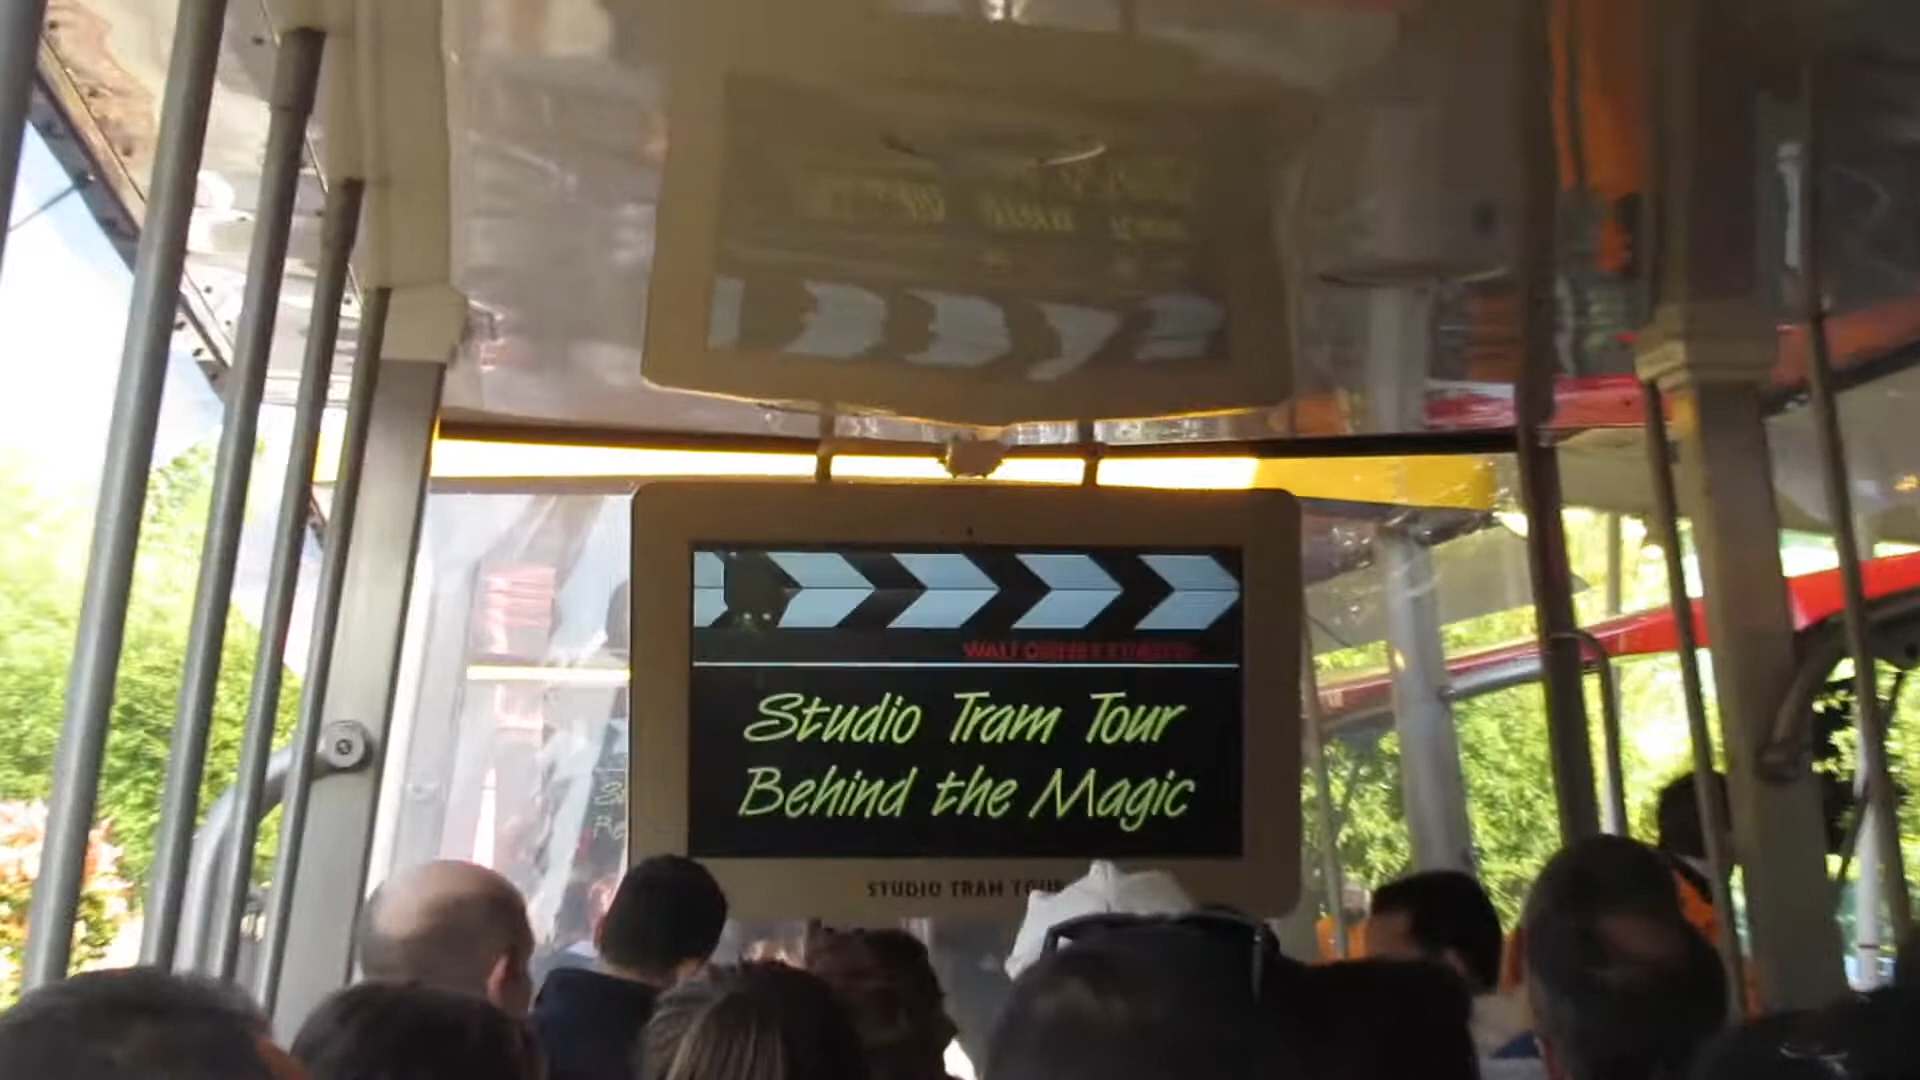 WALT DISNEY STUDIOS
Studio Tram Tour
Behind the Magic
STUDIO TRAM TOUR